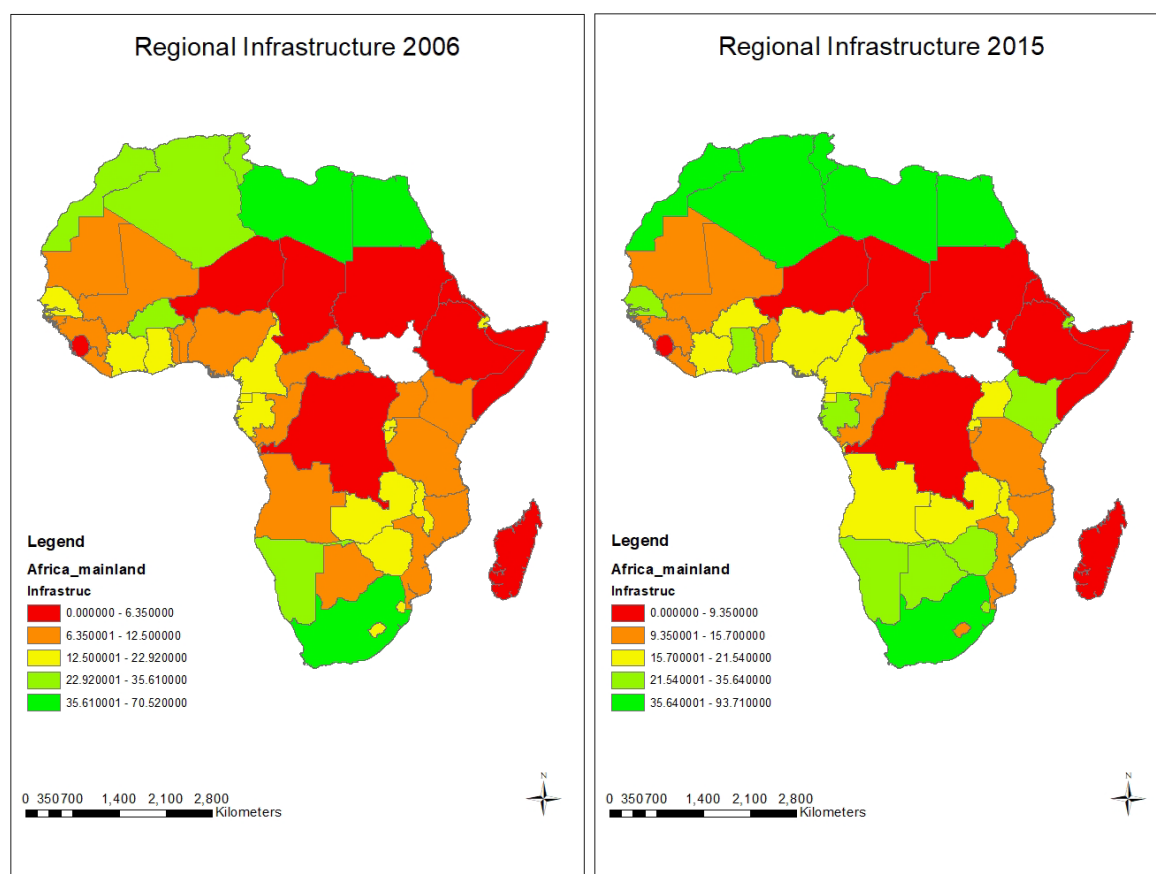 Regional Infrastructure 2006
Legend
Africa_mainland
Infrastruc
0.000000 - 6.350000
6.350001 - 12.500000
12.500001 - 22.920000
22.920001 - 35.610000
35.610001 - 70.520000
0 350700 1,400 2,100 2,800
Kilometers
N
Regional Infrastructure 2015
Legend
Africa_mainland
Infrastruc
0.000000 - 9.350000
9.350001 - 15.700000
15.700001 - 21.540000
21.540001 - 35.640000
35.640001 - 93.710000
0 350700 1,400 2,100 2,800
Kilometers
N